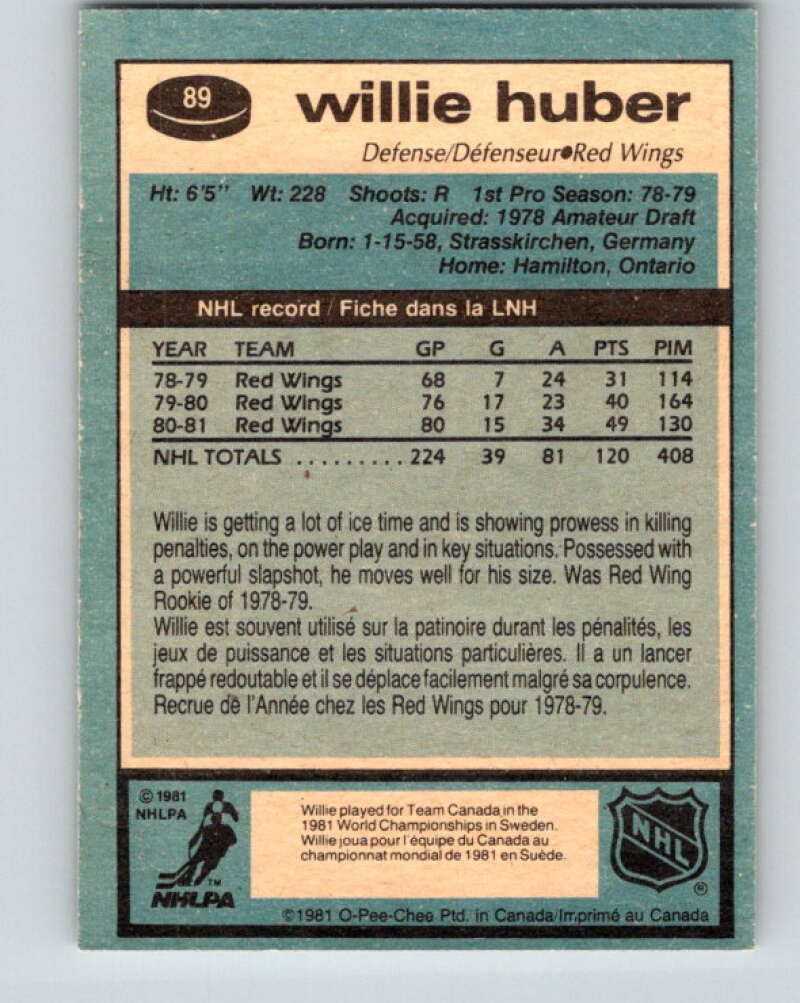 89
willie huber
Defense/Défenseur●Red Wings
Ht: 6'5" Wt: 228 Shoots: R 1st Pro Season: 78-79
Acquired: 1978 Amateur Draft
Born: 1-15-58, Strasskirchen, Germany
Home: Hamilton, Ontario
NHL record / Fiche dans la LNH
YEAR TEAM GP G A PTS PIM
78-79 Red Wings 68 7 24 31 114
79-80 Red Wings 76 17 23 40 164
80-81 Red Wings 80 15 34 49 130
NHL TOTALS ......... 224 39 81 120 408
Willie is getting a lot of ice time and is showing prowess in killing
penalties, on the power play and in key situations. Possessed with
a powerful slapshot, he moves well for his size. Was Red Wing
Rookie of 1978-79.
Willie est souvent utilisé sur la patinoire durant les pénalités, les
jeux de puissance et les situations particulières. Il a un lancer
frappé redoutable et il se déplace facilement malgré sa corpulence.
Recrue de l'Année chez les Red Wings pour 1978-79.
© 1981
NHLPA
TM
NHLPA
Willie played for Team Canada in the
1981 World Championships in Sweden.
Willie joua pour l'équipe du Canada au
championnat mondial de 1981 en Suède.
NHL
®
©1981 O-Pee-Chee Ptd. in Canada/Imprimé au Canada